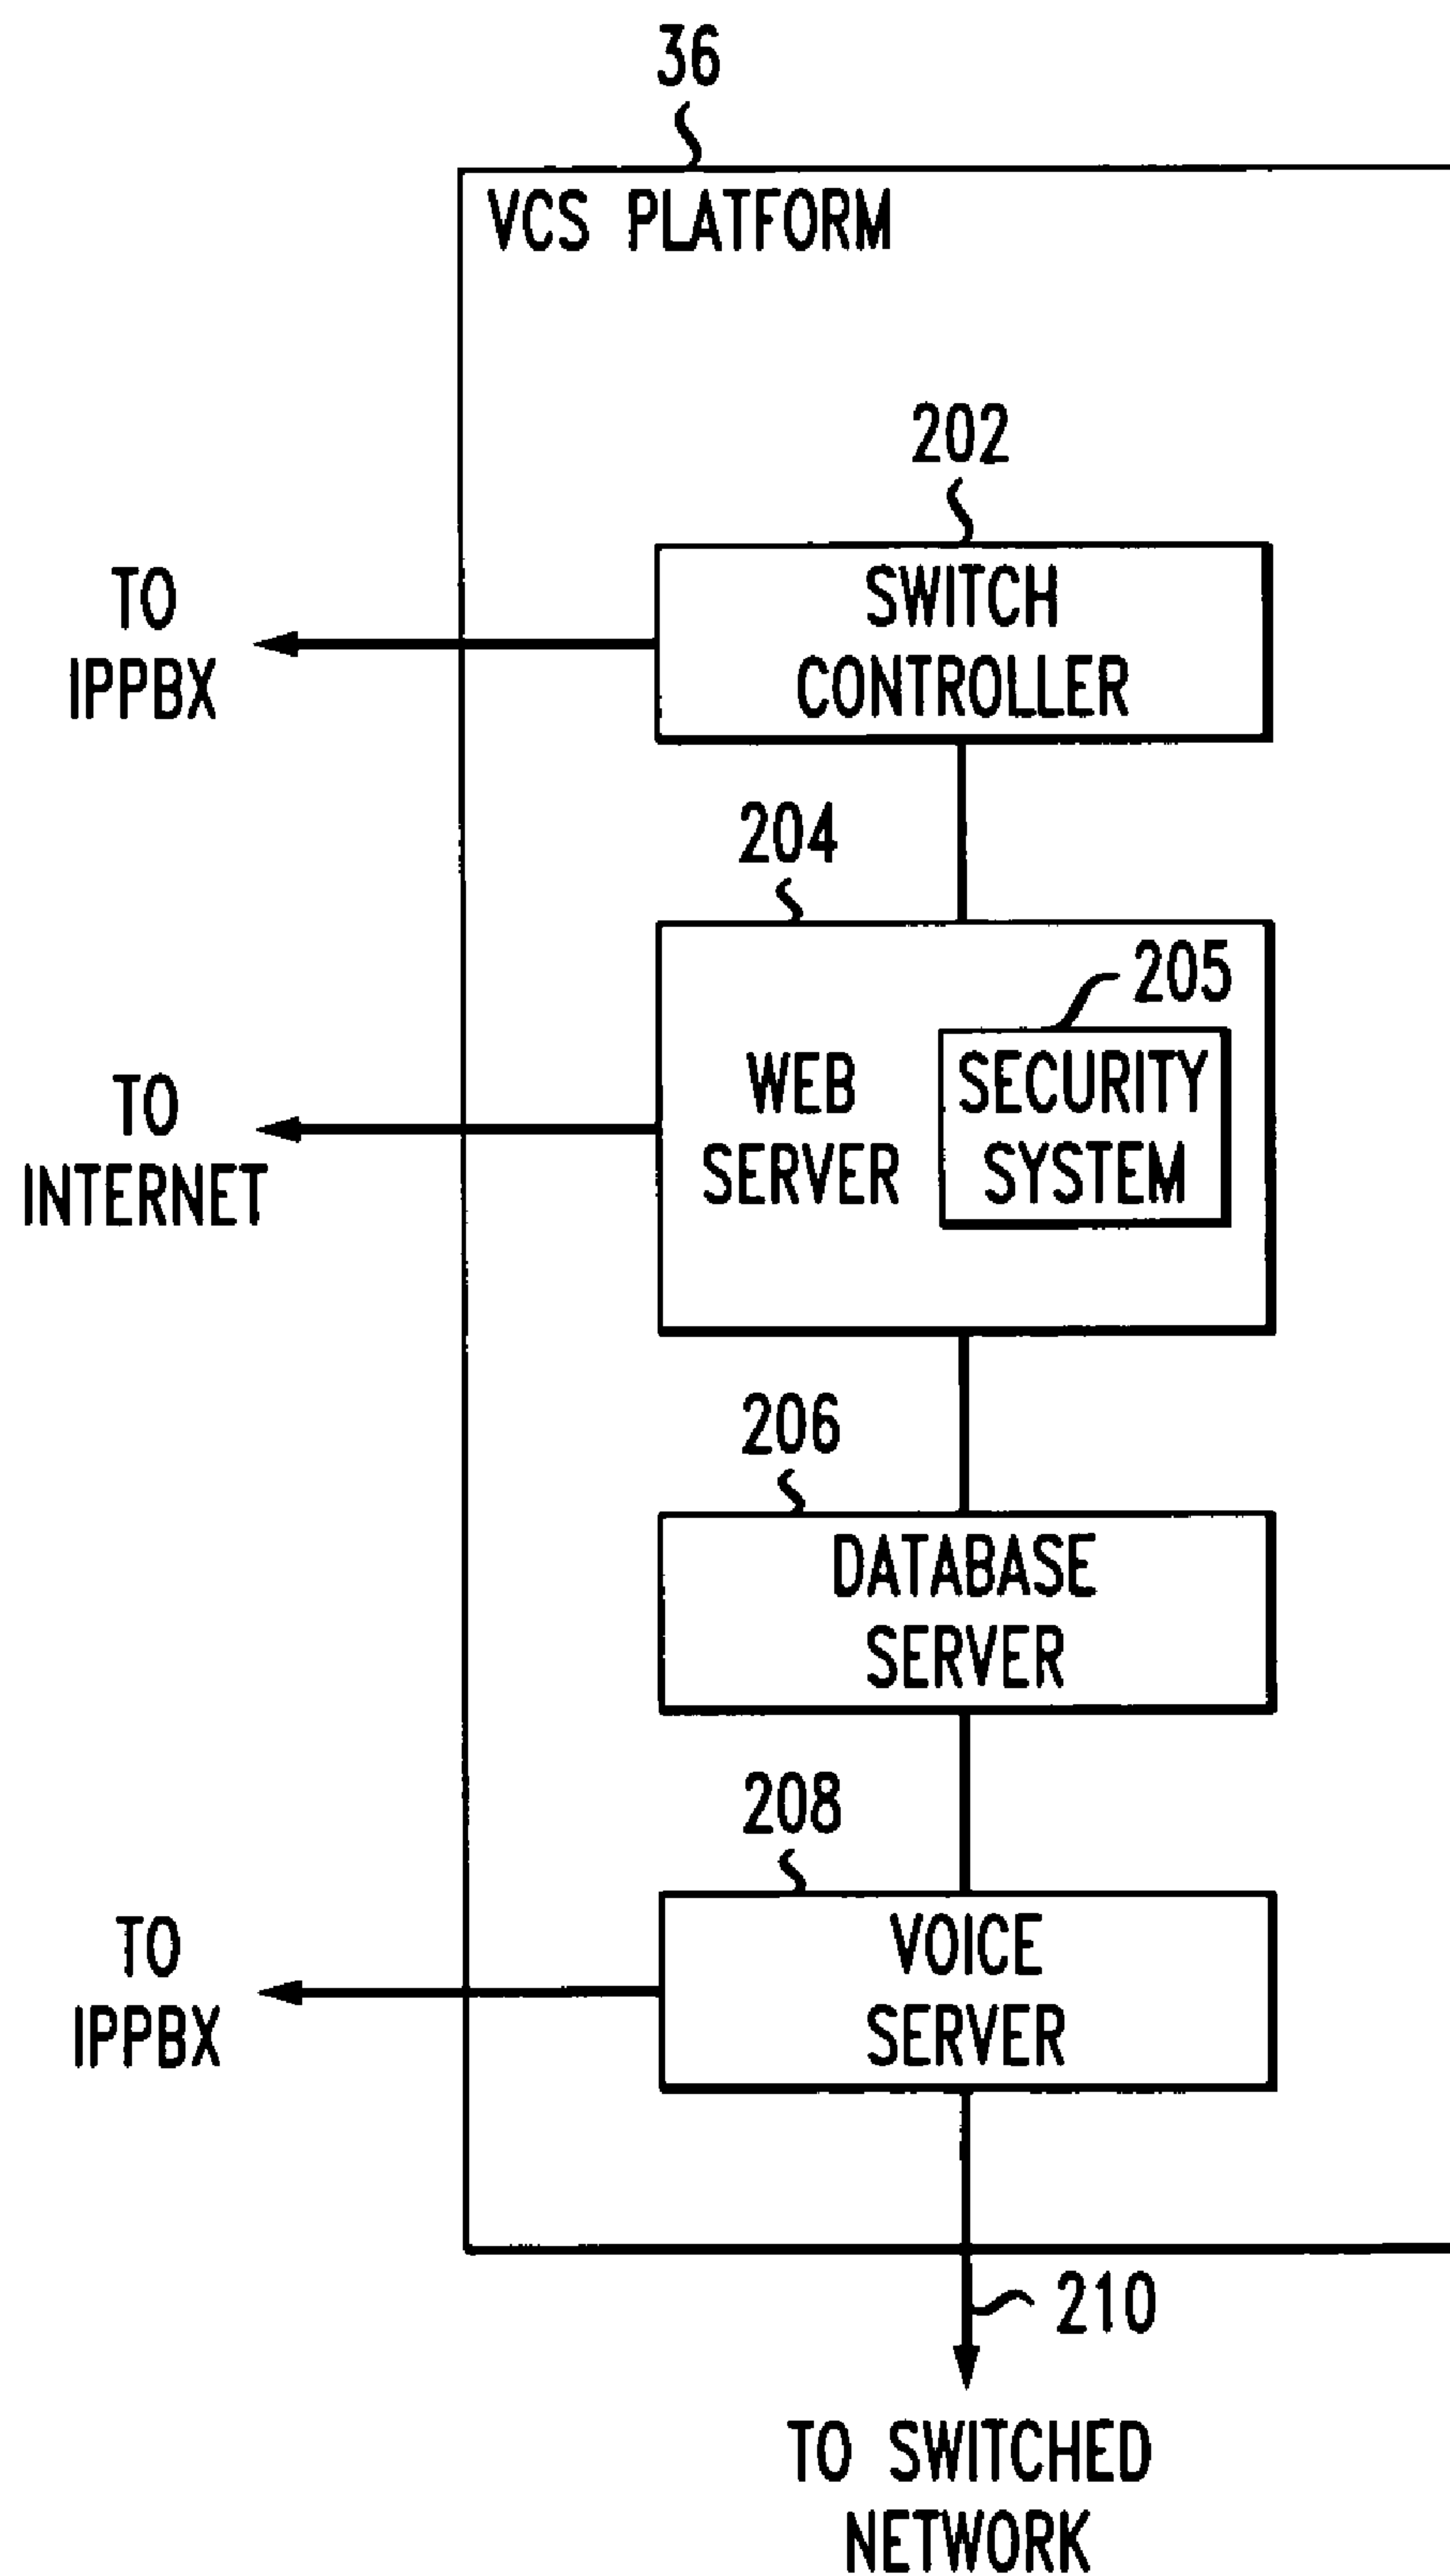 36
VCS PLATFORM
202
SWITCH
CONTROLLER
TO
IPPBX
204
205
WEB
SERVER
SECURITY
SYSTEM
TO
INTERNET
206
DATABASE
SERVER
208
VOICE
SERVER
TO
IPPBX
210
TO SWITCHED
NETWORK